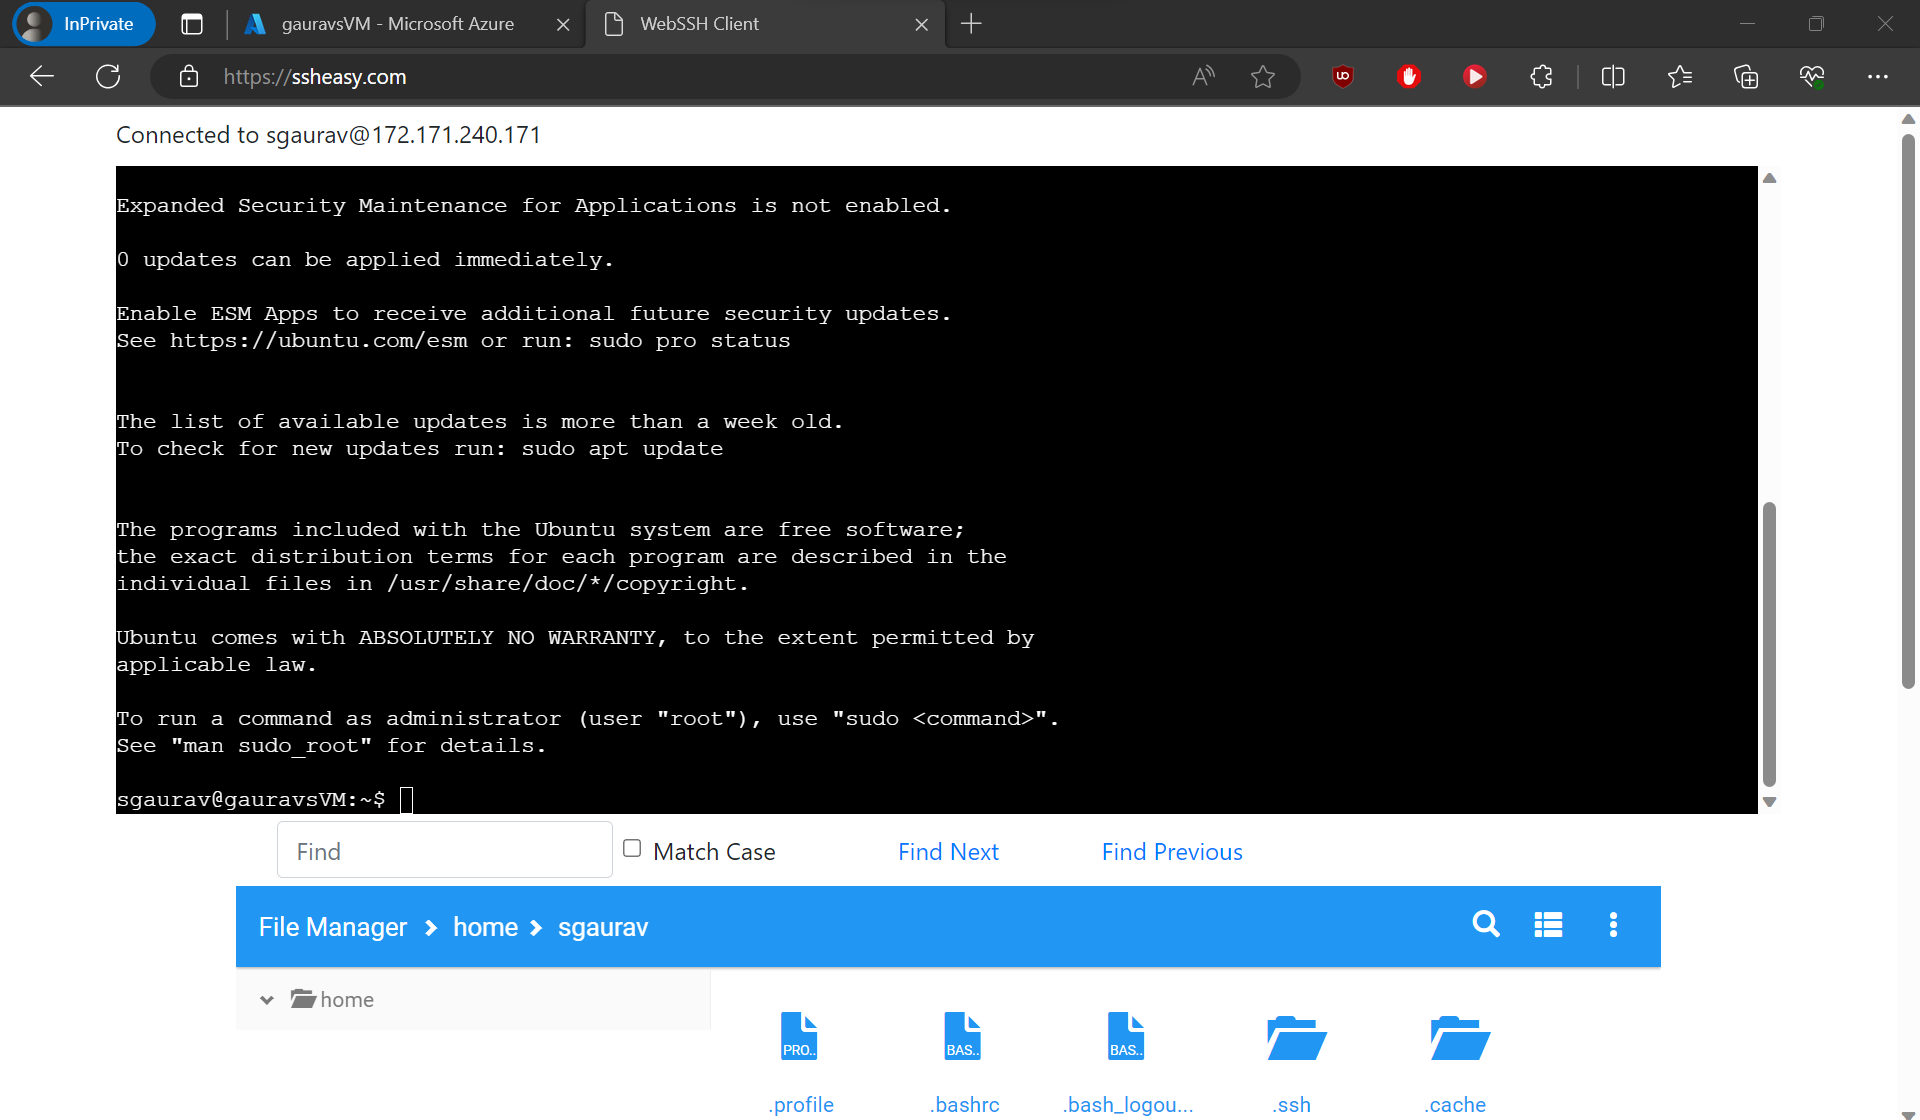 InPrivate
gauravsVM - Microsoft Azure
WebSSH Client
https://ssheasy.com
Connected to sgaurav@172.171.240.171
Expanded Security Maintenance for Applications is not enabled.
0 updates can be applied immediately.
Enable ESM Apps to receive additional future security updates.
See https://ubuntu.com/esm or run: sudo pro status
The list of available updates is more than a week old.
To check for new updates run: sudo apt update
The programs included with the Ubuntu system are free software;
the exact distribution terms for each program are described in the
individual files in /usr/share/doc/*/copyright.
Ubuntu comes with ABSOLUTELY NO WARRANTY, to the extent permitted by
applicable law.
To run a command as administrator (user "root"), use "sudo <command>".
See "man sudo_root" for details.
sgaurav@gauravsVM:~$
Find
Match Case
Find Next
Find Previous
File Manager > home > sgaurav
home
PRO..
BAS..
BAS..
.profile
.bashrc
.bash_logou...
.ssh
.cache